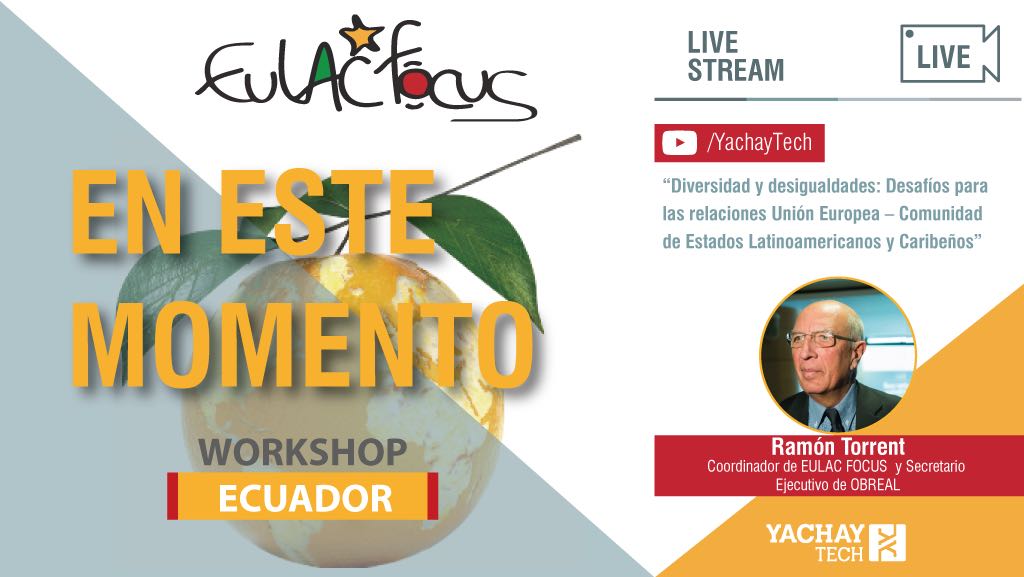 EULAC FOCUS
EN ESTE
MOMENTO
WORKSHOP
ECUADOR
LIVE
STREAM
LIVE
/YachayTech
“Diversidad y desigualdades: Desafíos para
las relaciones Unión Europea – Comunidad
de Estados Latinoamericanos y Caribeños”
Ramón Torrent
Coordinador de EULAC FOCUS y Secretario
Ejecutivo de OBREAL
YACHAY
TECH